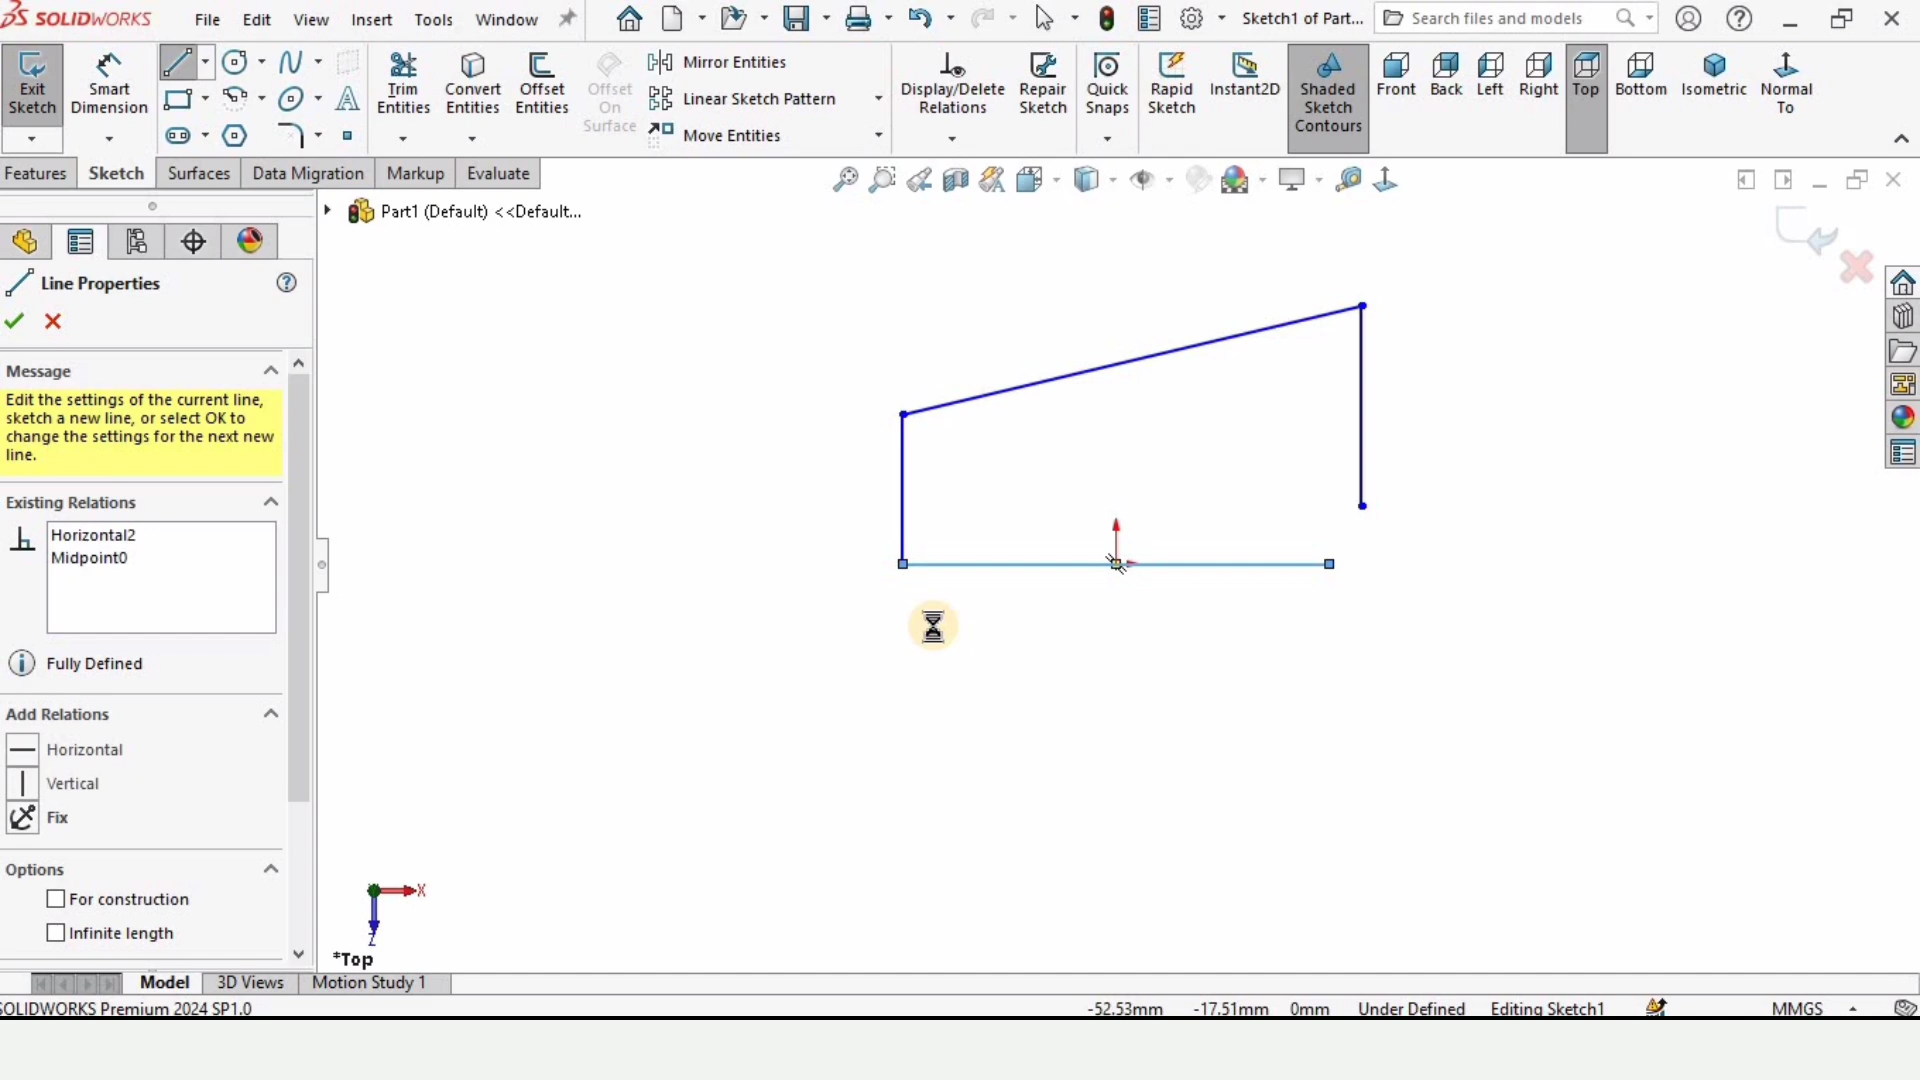 SOLIDWORKS File Edit View Insert Tools Window Sketch1 of Part... Search files and models
Exit Sketch
Smart Dimension
Trim Entities
Convert Entities
Offset Entities
Offset On Surface
Mirror Entities
Linear Sketch Pattern
Move Entities
Display/Delete Relations
Repair Sketch
Quick Snaps
Rapid Sketch
Instant2D
Shaded Sketch Contours
Front
Back
Left
Right
Top
Bottom
Isometric
Normal To
Features Sketch Surfaces Data Migration Markup Evaluate
Part1 (Default) <<Default...
Line Properties
Message
Edit the settings of the current line,
sketch a new line, or select OK to
change the settings for the next new
line.
Existing Relations
Horizontal2
Midpoint0
Fully Defined
Add Relations
Horizontal
Vertical
Fix
Options
For construction
Infinite length
X
Z
*Top
Model 3D Views Motion Study 1
SOLIDWORKS Premium 2024 SP1.0 -52.53mm -17.51mm 0mm Under Defined Editing Sketch1 MMGS